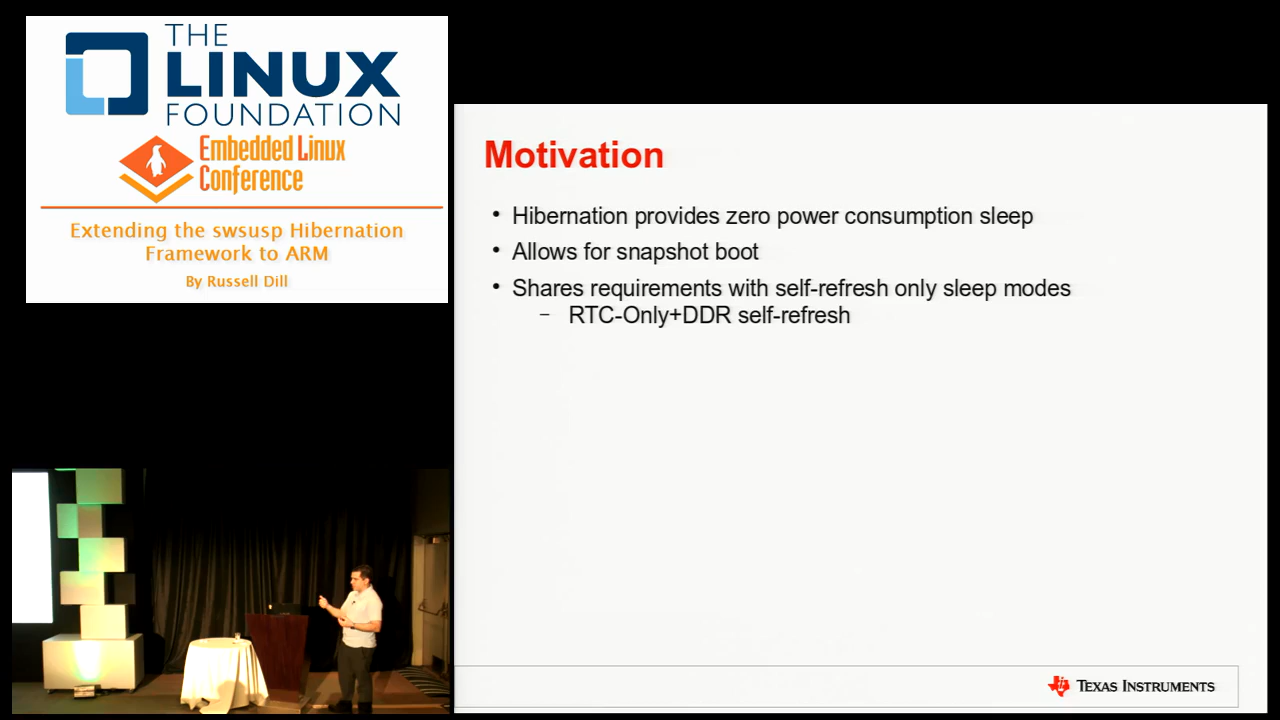 THE
LINUX
FOUNDATION
Embedded Linux
Conference
Extending the swsusp Hibernation
Framework to ARM
By Russell Dill
Motivation
• Hibernation provides zero power consumption sleep
• Allows for snapshot boot
• Shares requirements with self-refresh only sleep modes
– RTC-Only+DDR self-refresh
TEXAS INSTRUMENTS